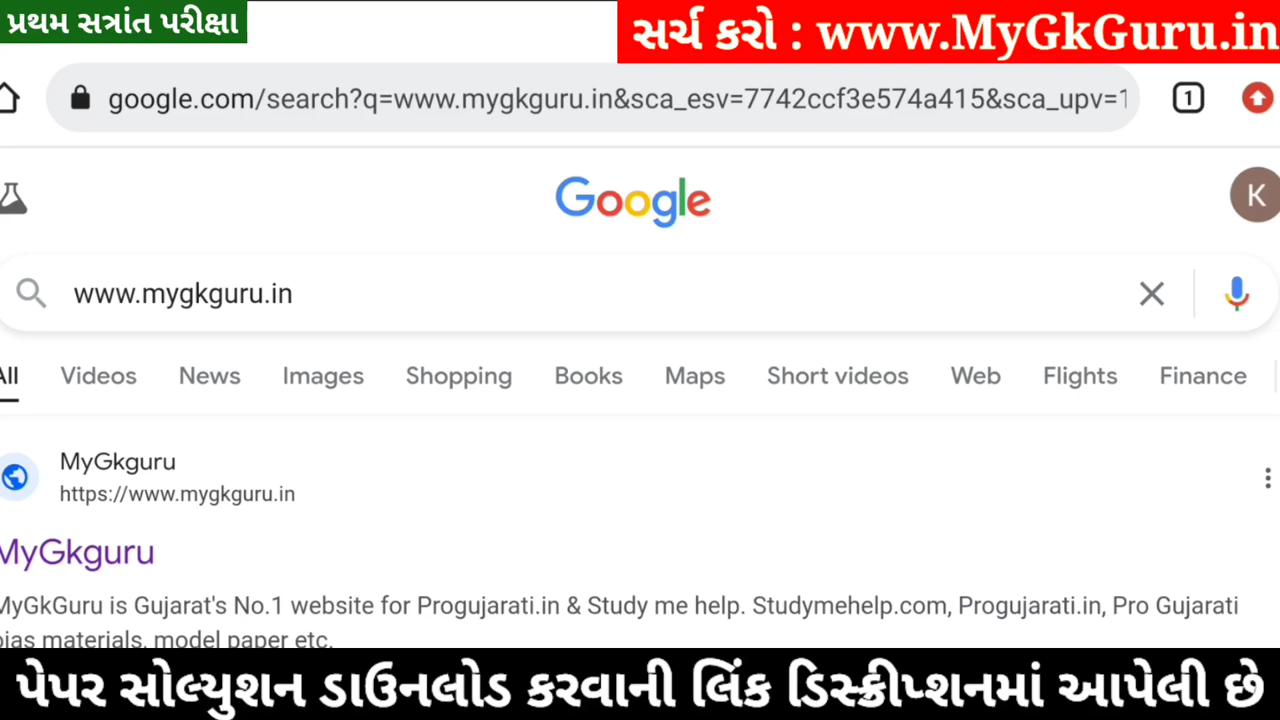 પ્રથમ સત્રાંત પરીક્ષા
સર્ચ કરો : www.MyGkGuru.in
google.com/search?q=www.mygkguru.in&sca_esv=7742ccf3e574a415&sca_upv=1
1
Google
K
www.mygkguru.in
All Videos News Images Shopping Books Maps Short videos Web Flights Finance
MyGkguru
https://www.mygkguru.in
MyGkguru
MyGkGuru is Gujarat's No.1 website for Progujarati.in & Study me help. Studymehelp.com, Progujarati.in, Pro Gujarati
materials, model paper etc.
પેપર સોલ્યુશન ડાઉનલોડ કરવાની લિંક ડિસ્ક્રીપ્શનમાં આપેલી છે